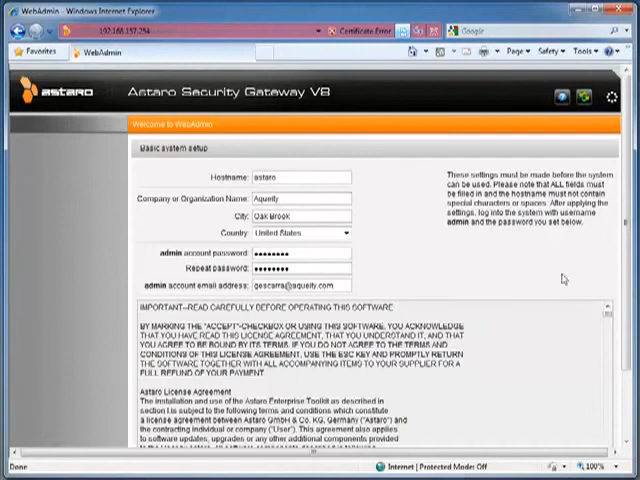 WebAdmin - Windows Internet Explorer
192.168.157.254
Certificate Error
Google
Favorites
WebAdmin
Page
Safety
Tools
astaro
Astaro Security Gateway V8
Welcome to WebAdmin
Basic system setup
Hostname: astaro
Company or Organization Name: Aqueity
City: Oak Brook
Country: United States
admin account password: ••••••••
Repeat password: ••••••••
admin account email address: gescarra@aqueity.com
These settings must be made before the system
can be used. Please note that ALL fields must
be filled in and the hostname must not contain
special characters or spaces. After applying the
settings, log into the system with username
admin and the password you set below.
IMPORTANT--READ CAREFULLY BEFORE OPERATING THIS SOFTWARE
BY MARKING THE "ACCEPT"-CHECKBOX OR USING THIS SOFTWARE, YOU ACKNOWLEDGE
THAT YOU HAVE READ THIS LICENSE AGREEMENT, THAT YOU UNDERSTAND IT, AND THAT
YOU AGREE TO BE BOUND BY ITS TERMS. IF YOU DO NOT AGREE TO THE TERMS AND
CONDITIONS OF THIS LICENSE AGREEMENT, USE THE ESC KEY AND PROMPTLY RETURN
THE SOFTWARE TOGETHER WITH ALL ACCOMPANYING ITEMS TO YOUR SUPPLIER FOR A
FULL REFUND OF YOUR PAYMENT.
Astaro License Agreement
The installation and use of the Astaro Enterprise Toolkit as described in
section I is subject to the following terms and conditions which constitute
a license agreement between Astaro GmbH & Co. KG, Germany ("Astaro") and
the contracting individual or company ("User"). This agreement also applies
to software updates, upgrades or any other additional components provided
Done
Internet | Protected Mode: Off
100%